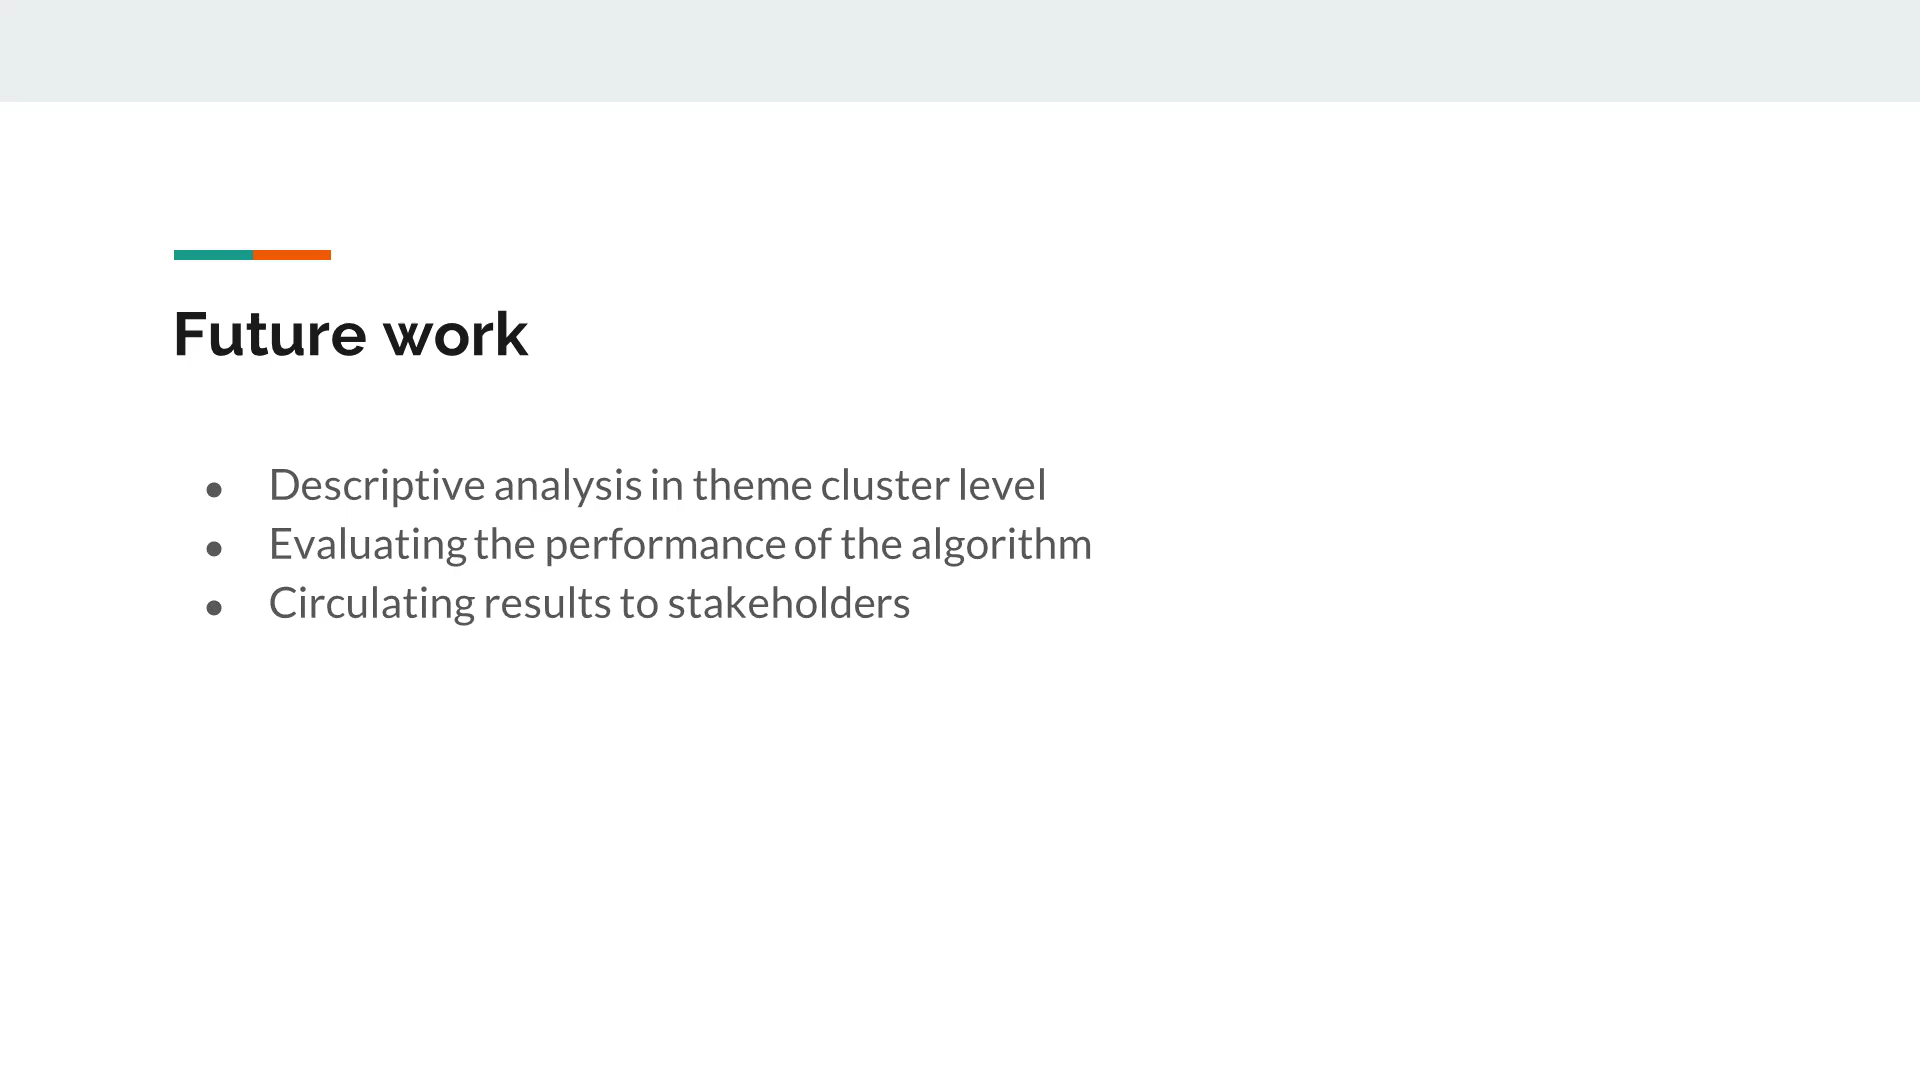 Future work
● Descriptive analysis in theme cluster level
● Evaluating the performance of the algorithm
● Circulating results to stakeholders